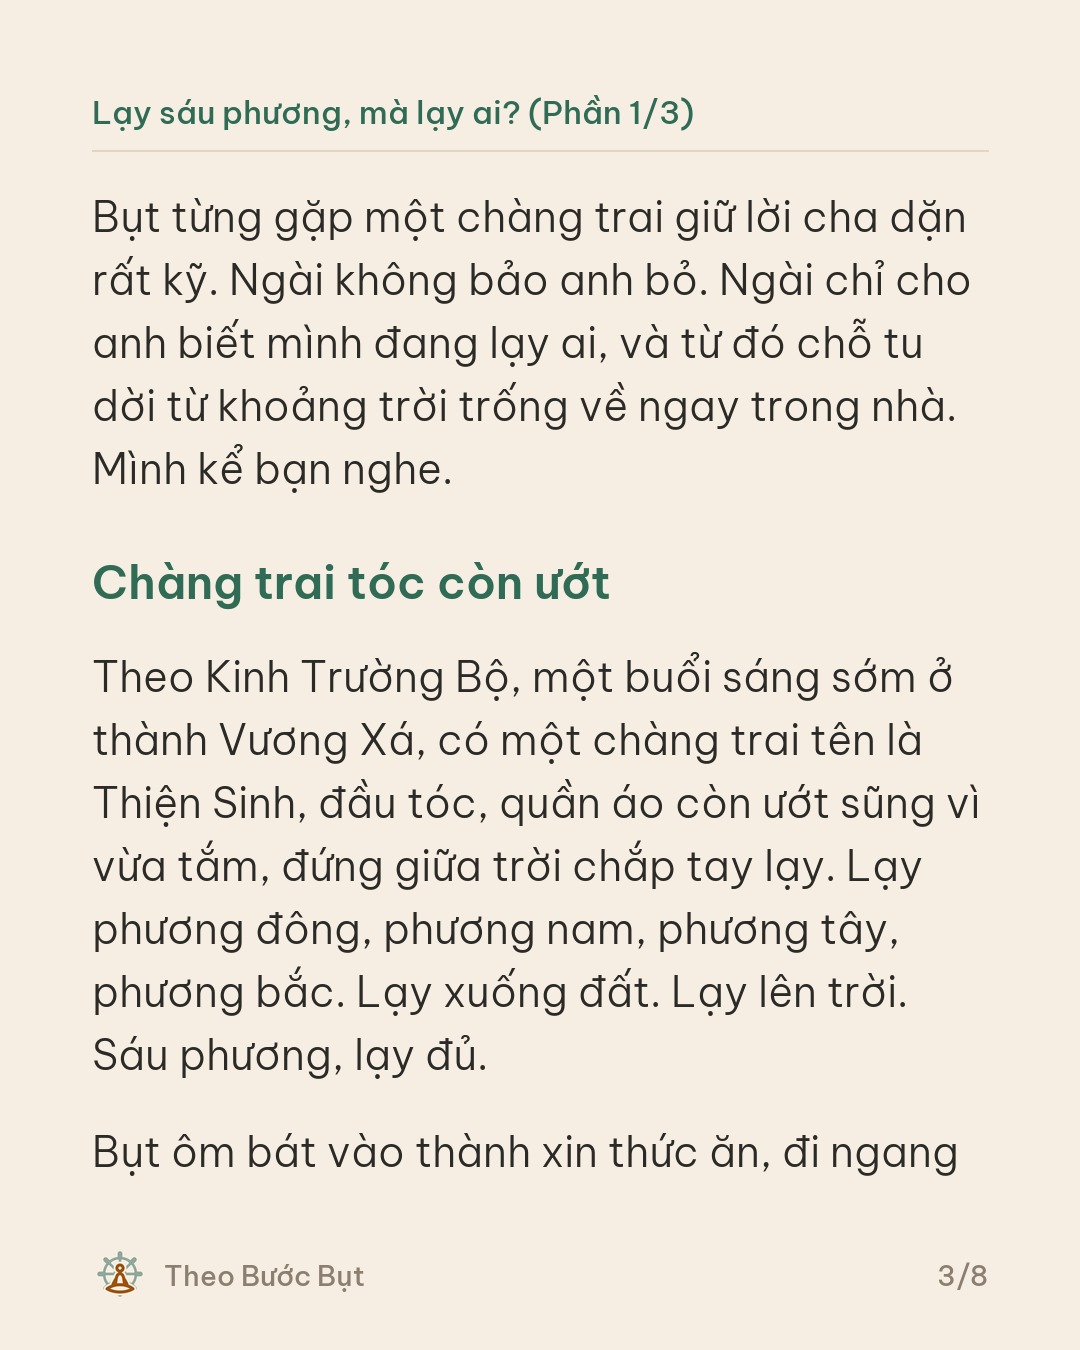 Lạy sáu phương, mà lạy ai? (Phần 1/3)
Bụt từng gặp một chàng trai giữ lời cha dặn
rất kỹ. Ngài không bảo anh bỏ. Ngài chỉ cho
anh biết mình đang lạy ai, và từ đó chỗ tu
dời từ khoảng trời trống về ngay trong nhà.
Mình kể bạn nghe.
Chàng trai tóc còn ướt
Theo Kinh Trường Bộ, một buổi sáng sớm ở
thành Vương Xá, có một chàng trai tên là
Thiện Sinh, đầu tóc, quần áo còn ướt sũng vì
vừa tắm, đứng giữa trời chắp tay lạy. Lạy
phương đông, phương nam, phương tây,
phương bắc. Lạy xuống đất. Lạy lên trời.
Sáu phương, lạy đủ.
Bụt ôm bát vào thành xin thức ăn, đi ngang
Theo Bước Bụt
3/8